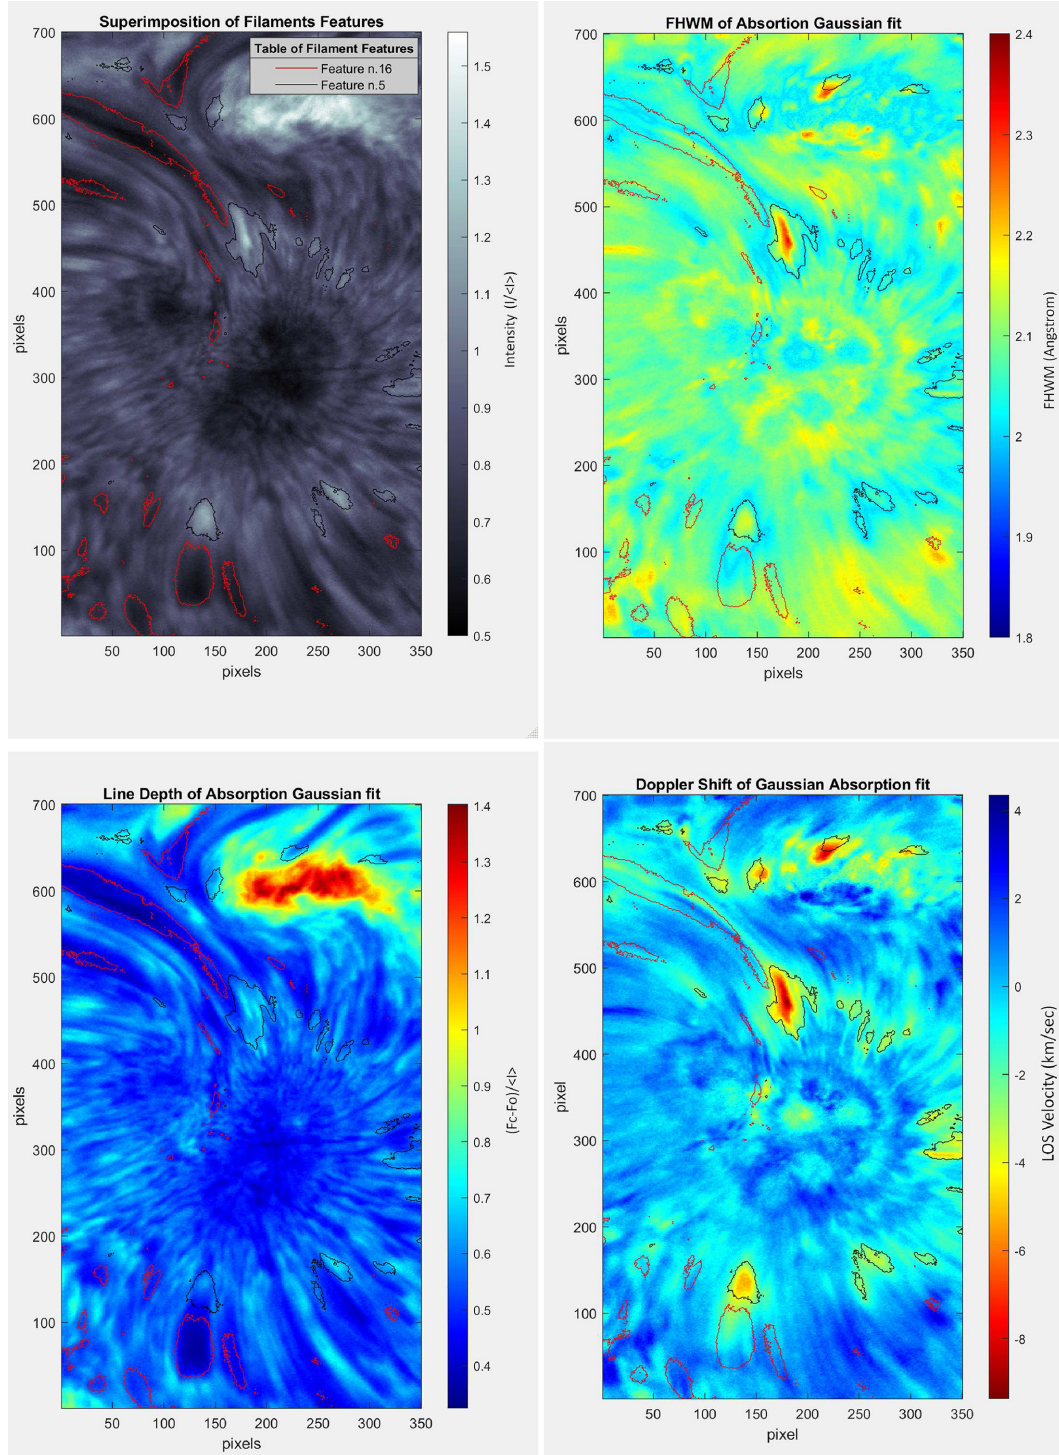 Superimposition of Filaments Features
700
600
500
400
300
200
100
pixels
Table of Filament Features
Feature n.16
Feature n.5
50 100 150 200 250 300 350
pixels
1.5
1.4
1.3
1.2
1.1
1
0.9
0.8
0.7
0.6
0.5
Intensity (I/<I>)
FHWM of Absortion Gaussian fit
700
600
500
400
300
200
100
pixels
50 100 150 200 250 300 350
pixels
2.4
2.3
2.2
2.1
2
1.9
1.8
FHWM (Angstrom)
Line Depth of Absorption Gaussian fit
700
600
500
400
300
200
100
pixels
50 100 150 200 250 300 350
pixels
1.4
1.3
1.2
1.1
1
0.9
0.8
0.7
0.6
0.5
0.4
(Fc-Fo)/<I>
Doppler Shift of Gaussian Absorption fit
700
600
500
400
300
200
100
pixel
50 100 150 200 250 300 350
pixel
4
2
0
-2
-4
-6
-8
LOS Velocity (km/sec)